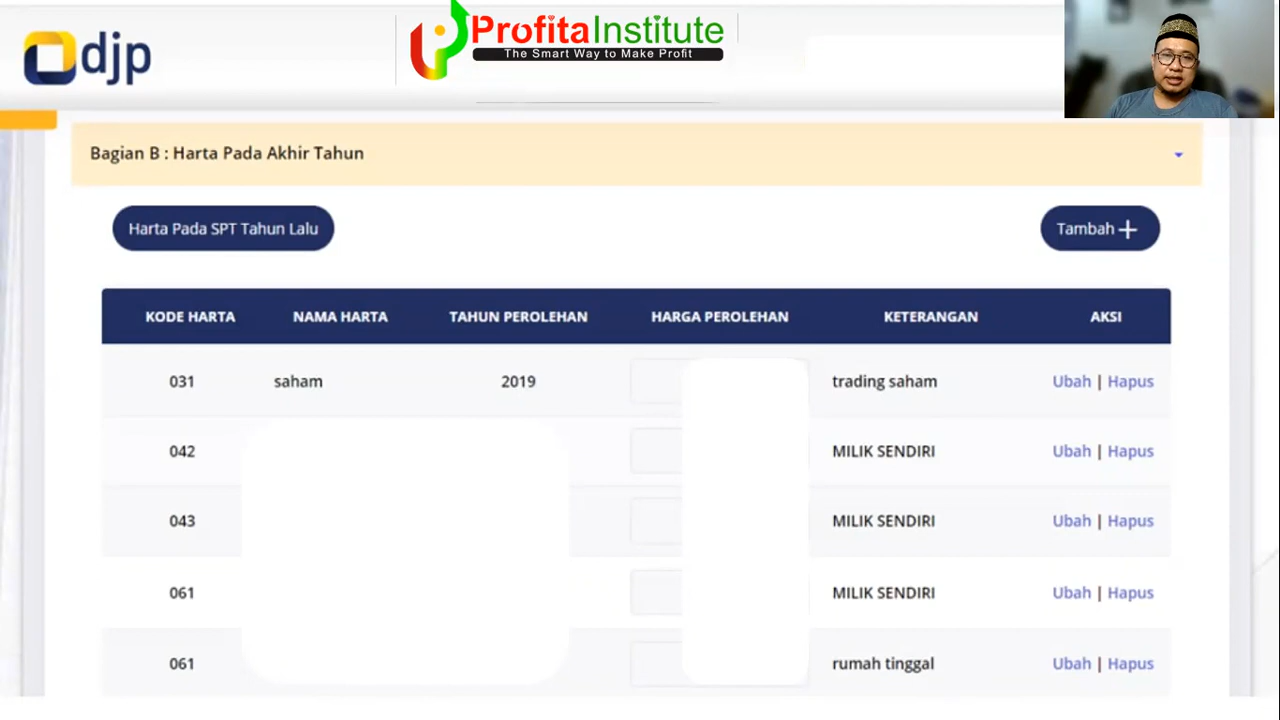 djp
ProfitaInstitute
The Smart Way to Make Profit
Bagian B : Harta Pada Akhir Tahun
Harta Pada SPT Tahun Lalu
Tambah +
KODE HARTA NAMA HARTA TAHUN PEROLEHAN HARGA PEROLEHAN KETERANGAN AKSI
031 saham 2019 trading saham Ubah | Hapus
042 MILIK SENDIRI Ubah | Hapus
043 MILIK SENDIRI Ubah | Hapus
061 MILIK SENDIRI Ubah | Hapus
061 rumah tinggal Ubah | Hapus